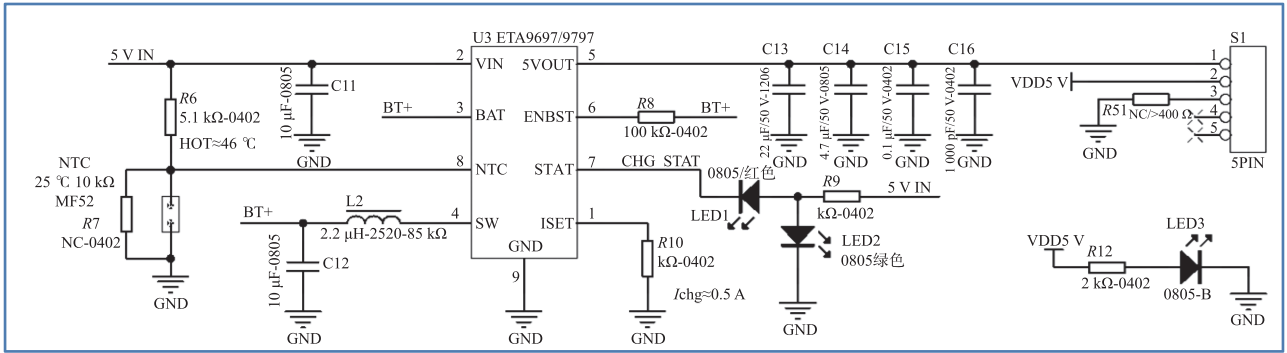 U3 ETA9697/9797
5 V IN
2
VIN
5VOUT
5
C13
C14
C15
C16
S1
1
2
3
4
5
5PIN
VDD5 V
R51
NC/>400 Ω
GND
22 μF/50 V-1206
4.7 μF/50 V-0805
0.1 μF/50 V-0402
1 000 pF/50 V-0402
GND
GND
GND
GND
R6
5.1 kΩ-0402
HOT≈46 ℃
C11
10 μF-0805
GND
BT+
3
BAT
ENBST
6
R8
BT+
100 kΩ-0402
NTC
25 ℃ 10 kΩ
MF52
R7
NC-0402
GND
8
NTC
STAT
7
CHG STAT
0805/红色
LED1
R9
kΩ-0402
5 V IN
LED2
0805绿色
GND
BT+
L2
2.2 μH-2520-85 kΩ
4
SW
ISET
1
C12
10 μF-0805
GND
GND
9
GND
R10
kΩ-0402
Ichg≈0.5 A
GND
VDD5 V
R12
2 kΩ-0402
LED3
0805-B
GND